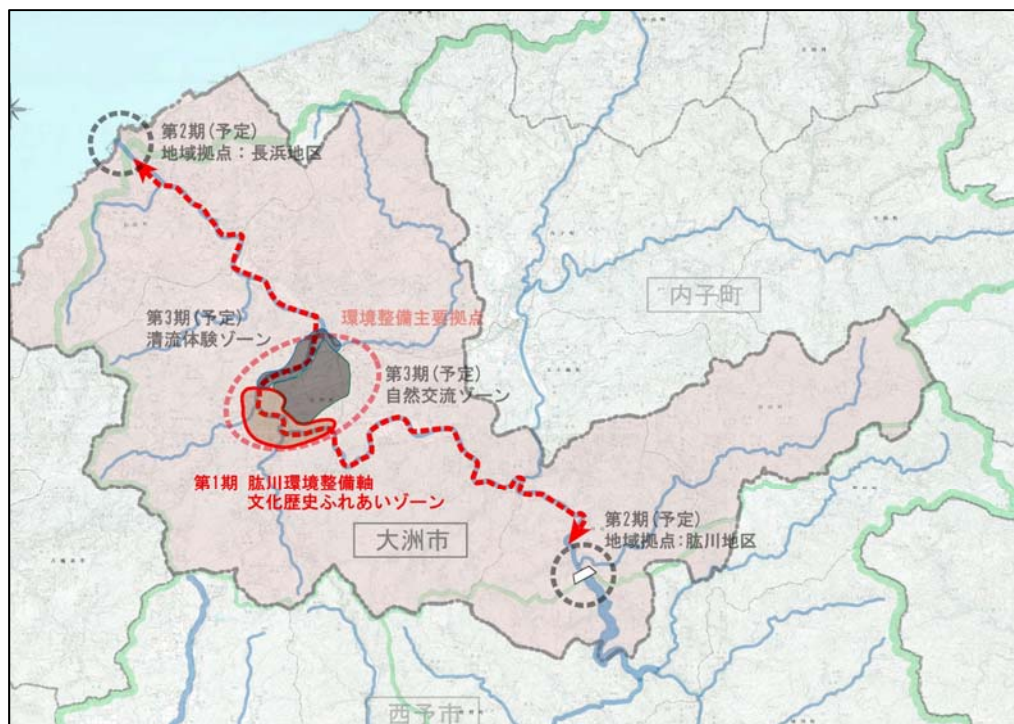 第2期(予定)
地域拠点：長浜地区
内子町
第3期(予定)
清流体験ゾーン
環境整備主要拠点
第3期(予定)
自然交流ゾーン
第1期 肱川環境整備軸
文化歴史ふれあいゾーン
大洲市
第2期(予定)
地域拠点:肱川地区
西予市